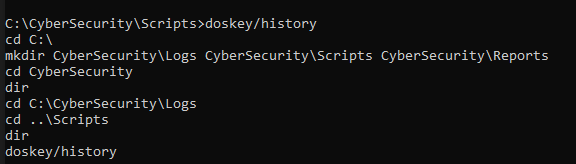 C:\CyberSecurity\Scripts>doskey/history
cd C:\
mkdir CyberSecurity\Logs CyberSecurity\Scripts CyberSecurity\Reports
cd CyberSecurity
dir
cd C:\CyberSecurity\Logs
cd ..\Scripts
dir
doskey/history